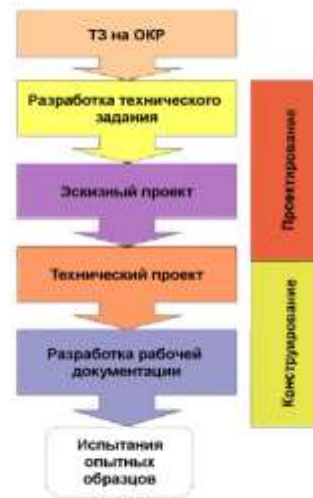 ТЗ на ОКР
Разработка технического
задания
Эскизный проект
Технический проект
Разработка рабочей
документации
Испытания
опытных
образцов
Проектирование
Конструирование